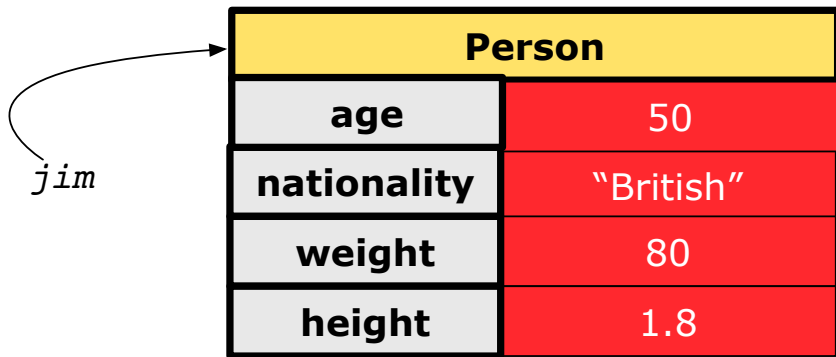 Person
age 50
jim
nationality “British”
weight 80
height 1.8